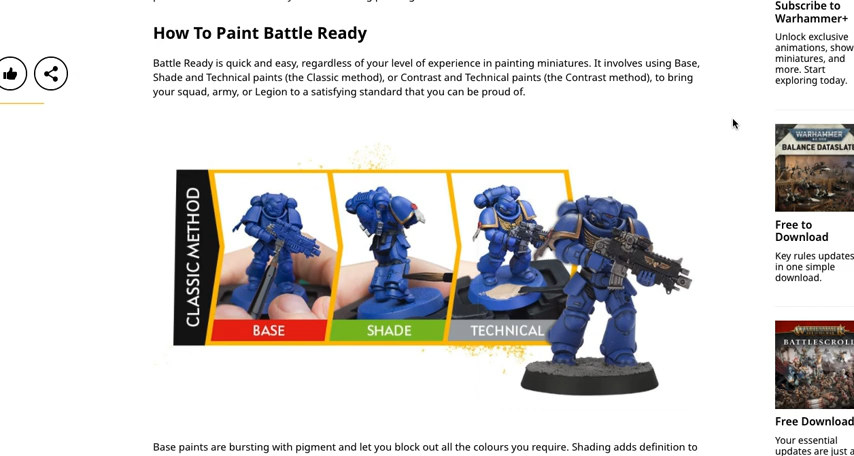 How To Paint Battle Ready
Battle Ready is quick and easy, regardless of your level of experience in painting miniatures. It involves using Base,
Shade and Technical paints (the Classic method), or Contrast and Technical paints (the Contrast method), to bring
your squad, army, or Legion to a satisfying standard that you can be proud of.
CLASSIC METHOD
BASE
SHADE
TECHNICAL
Base paints are bursting with pigment and let you block out all the colours you require. Shading adds definition to
Subscribe to
Warhammer+
Unlock exclusive
animations, show
miniatures, and
more. Start
exploring today.
WARHAMMER
BALANCE DATASLAT
Free to
Download
Key rules updates
in one simple
download.
BATTLESCROLL
Free Download
Your essential
updates are just a